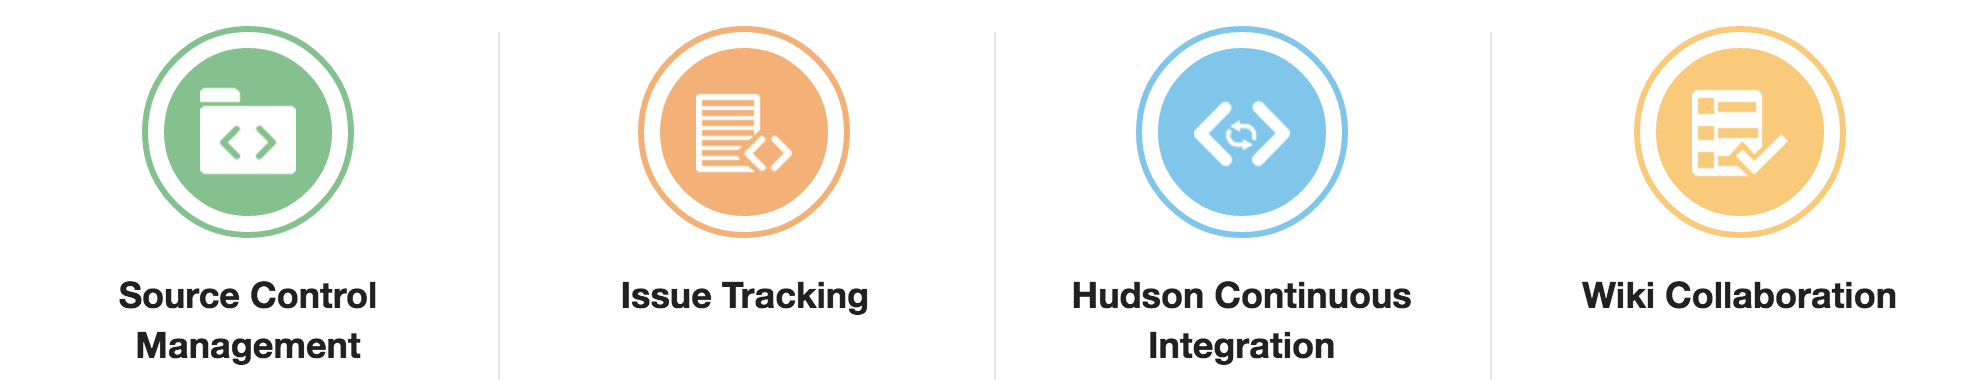 Source Control
Management
Issue Tracking
Hudson Continuous
Integration
Wiki Collaboration